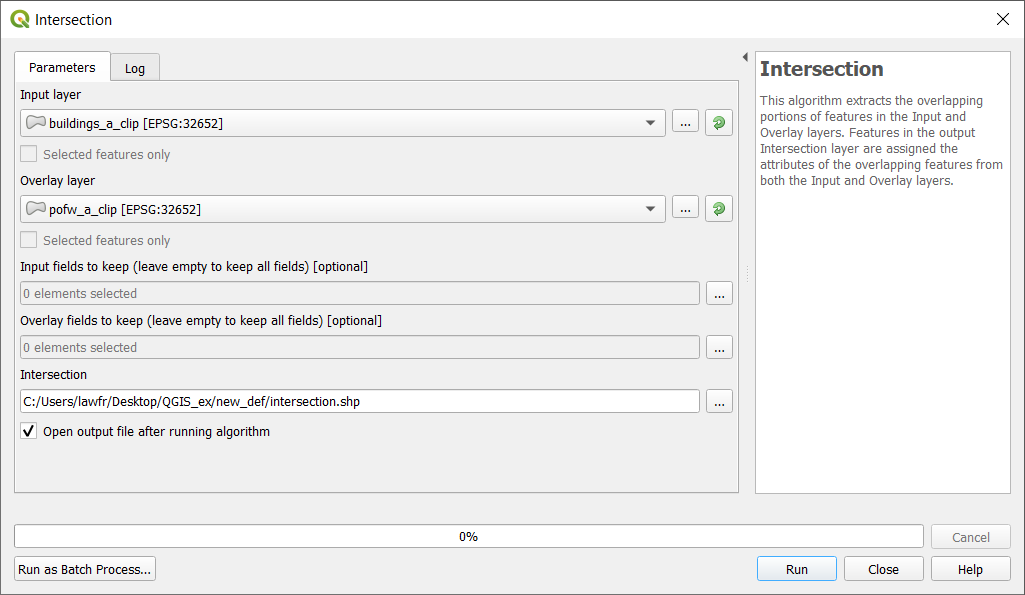 Intersection
Parameters
Log
Input layer
buildings_a_clip [EPSG:32652]
...
Selected features only
Overlay layer
pofw_a_clip [EPSG:32652]
...
Selected features only
Input fields to keep (leave empty to keep all fields) [optional]
0 elements selected
...
Overlay fields to keep (leave empty to keep all fields) [optional]
0 elements selected
...
Intersection
C:/Users/lawfr/Desktop/QGIS_ex/new_def/intersection.shp
...
Open output file after running algorithm
Intersection
This algorithm extracts the overlapping
portions of features in the Input and
Overlay layers. Features in the output
Intersection layer are assigned the
attributes of the overlapping features from
both the Input and Overlay layers.
0%
Cancel
Run as Batch Process...
Run
Close
Help